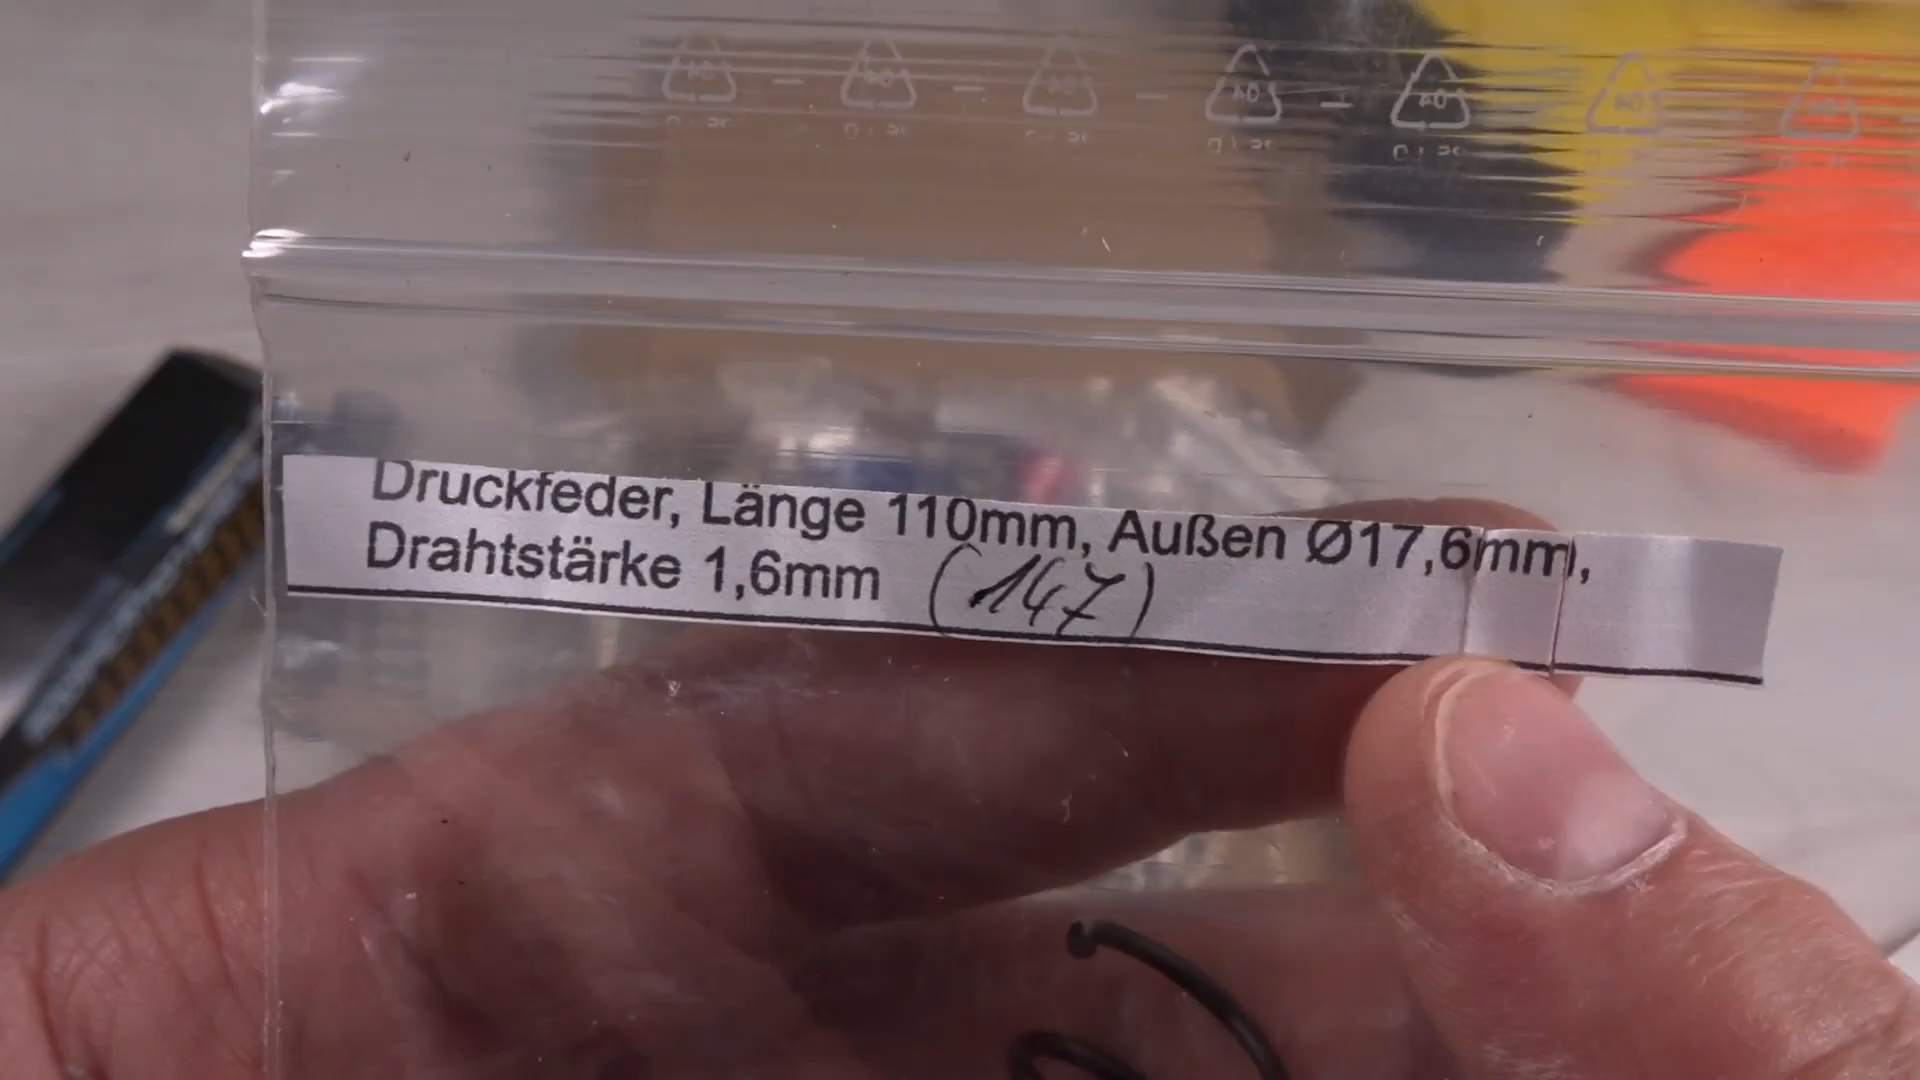 Druckfeder, Länge 110mm, Außen Ø17,6mm,
Drahtstärke 1,6mm (147)